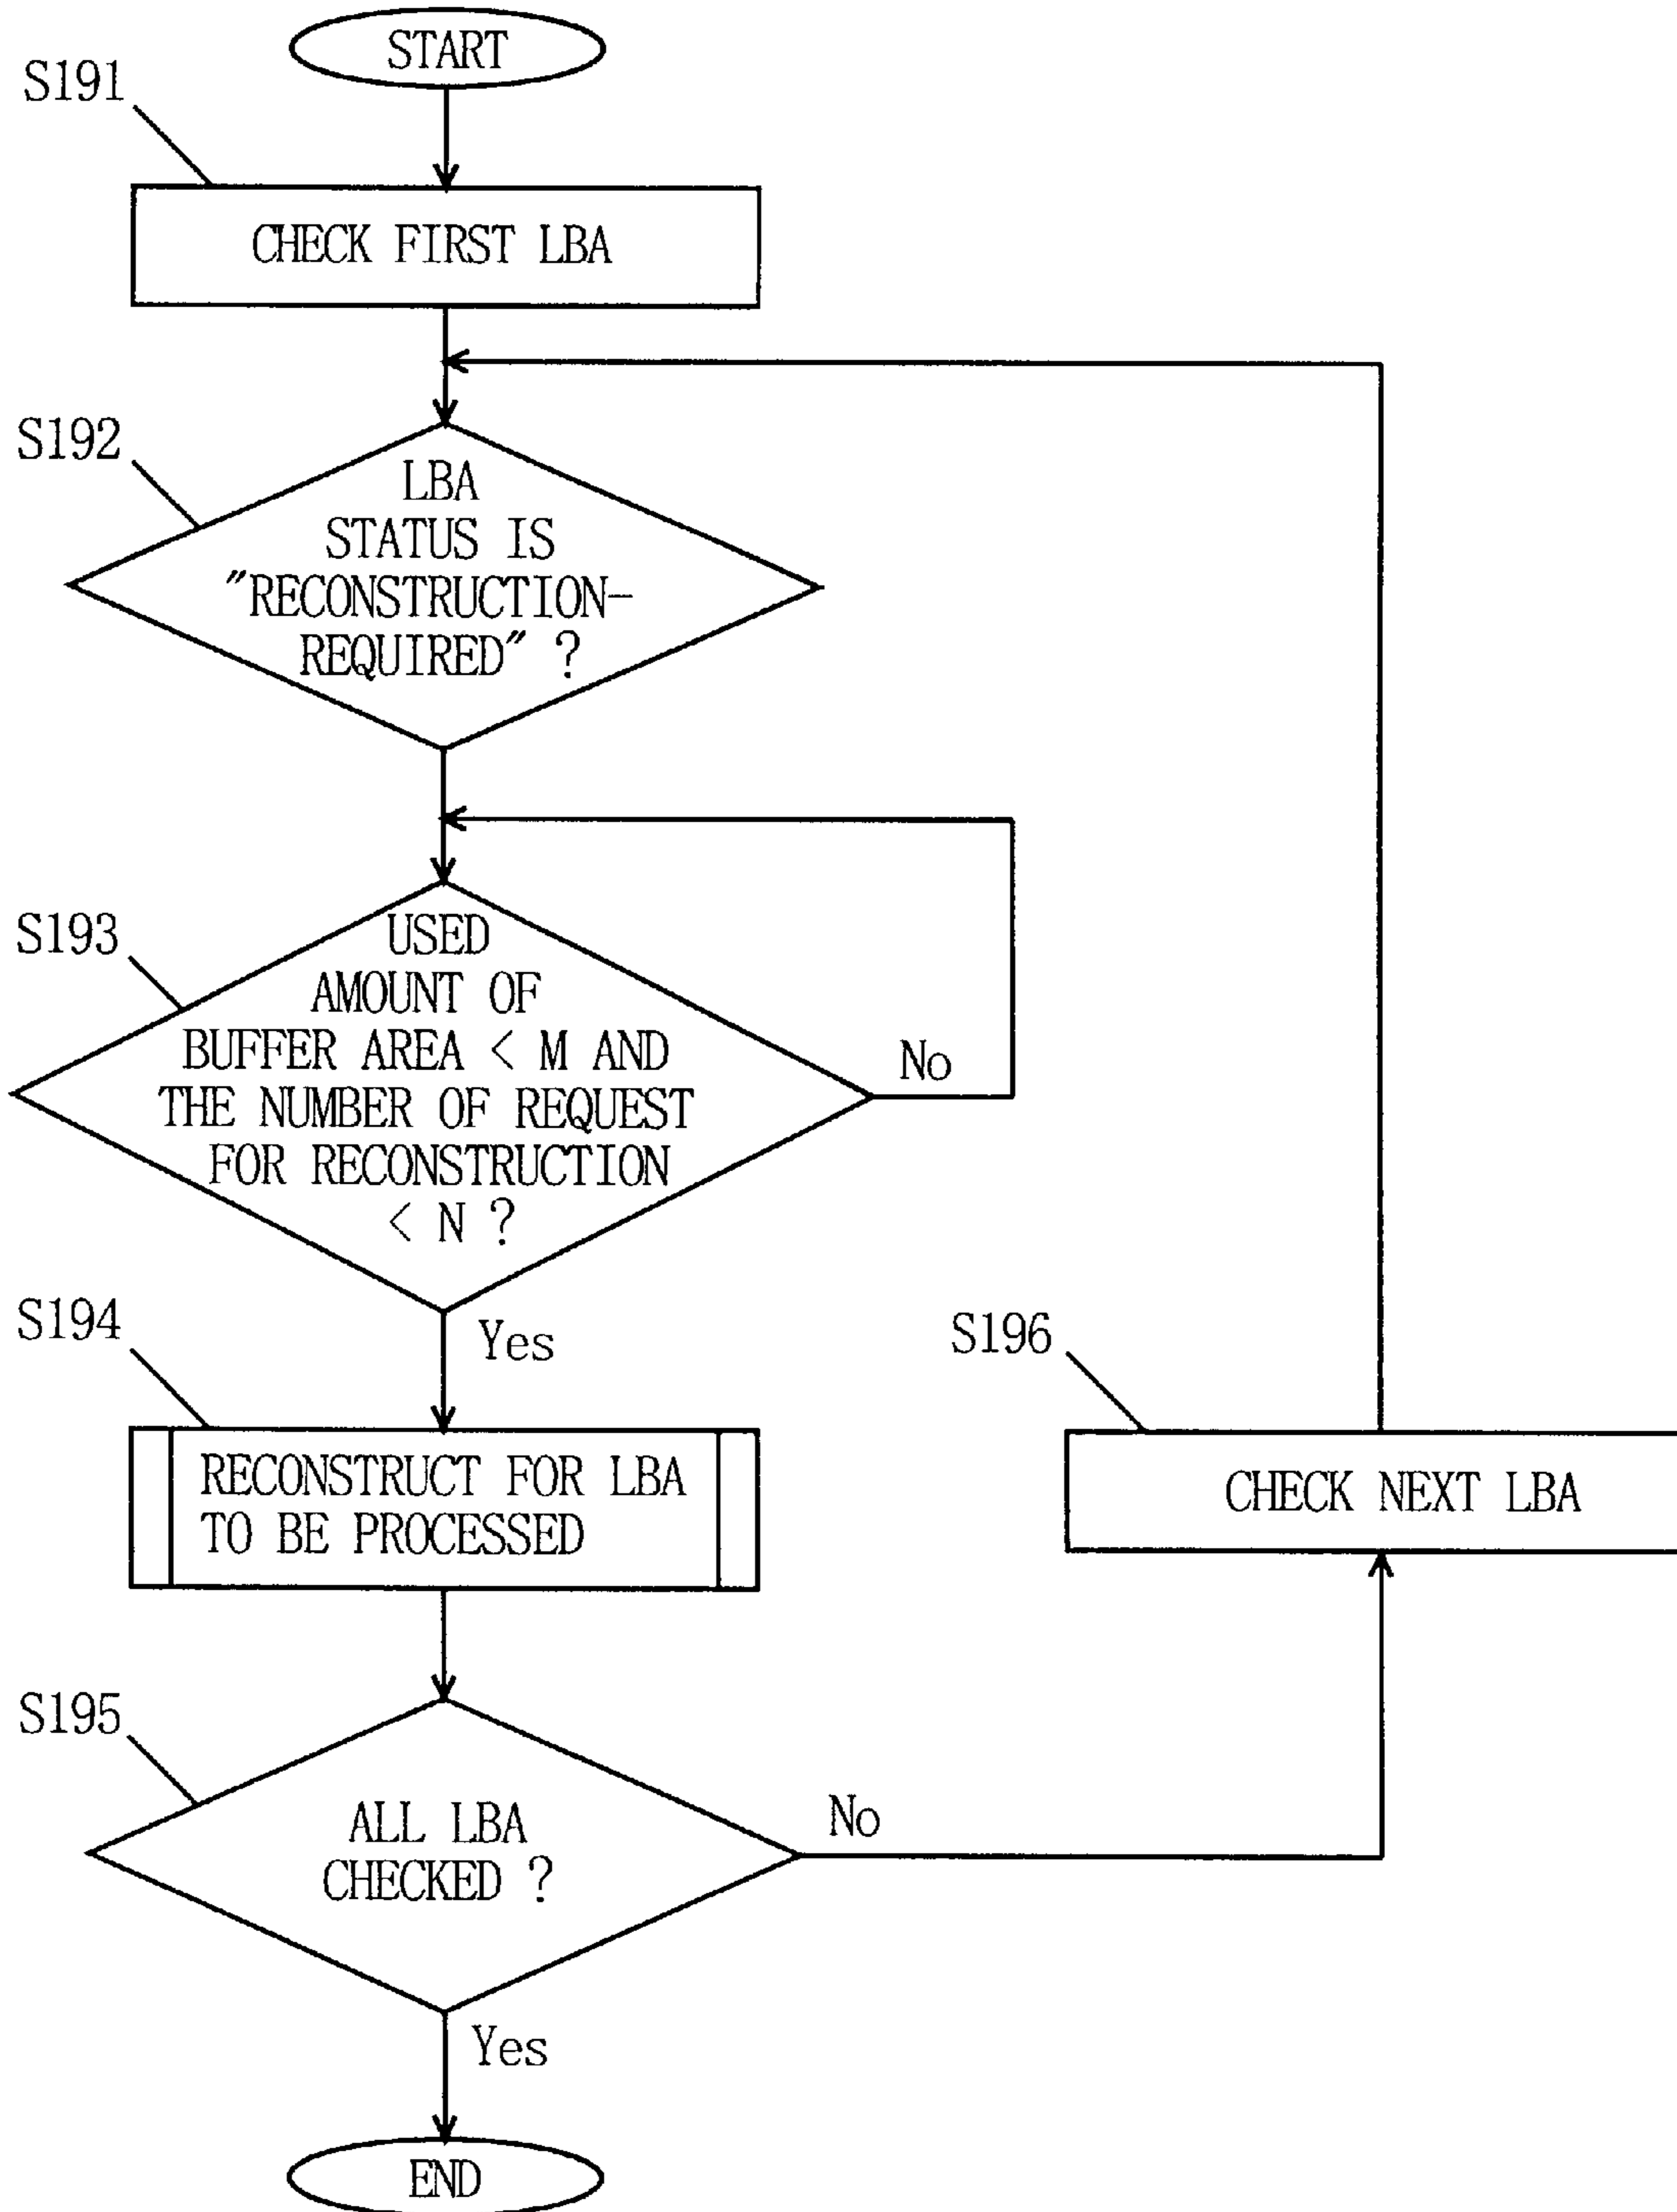 START
S191
CHECK FIRST LBA
S192
LBA
STATUS IS
"RECONSTRUCTION-
REQUIRED" ?
S193
USED
AMOUNT OF
BUFFER AREA < M AND
THE NUMBER OF REQUEST
FOR RECONSTRUCTION
< N ?
No
Yes
S194
RECONSTRUCT FOR LBA
TO BE PROCESSED
S196
CHECK NEXT LBA
S195
ALL LBA
CHECKED ?
No
Yes
END